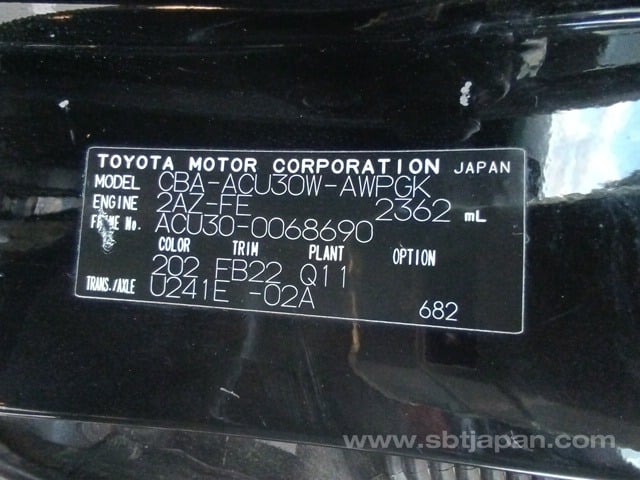 TOYOTA MOTOR CORPORATION JAPAN
MODEL CBA-ACU30W-AWPGK
ENGINE 2AZ-FE 2362 mL
FRAME No. ACU30-0068690
COLOR TRIM PLANT OPTION
202 FB22 Q11
TRANS./AXLE U241E -02A
682
www.sbtjapan.com